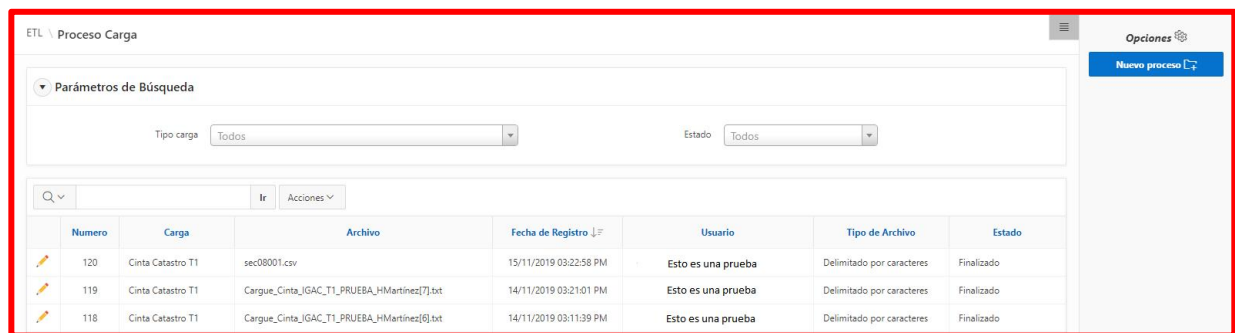 ETL \ Proceso Carga
Opciones
Nuevo proceso
Parámetros de Búsqueda
Tipo carga Todos Estado Todos
Ir Acciones
Numero Carga Archivo Fecha de Registro Usuario Tipo de Archivo Estado
120 Cinta Catastro T1 sec08001.csv 15/11/2019 03:22:58 PM Esto es una prueba Delimitado por caracteres Finalizado
119 Cinta Catastro T1 Cargue_Cinta_IGAC_T1_PRUEBA_HMartínez[7].txt 14/11/2019 03:21:01 PM Esto es una prueba Delimitado por caracteres Finalizado
118 Cinta Catastro T1 Cargue_Cinta_IGAC_T1_PRUEBA_HMartínez[6].txt 14/11/2019 03:11:39 PM Esto es una prueba Delimitado por caracteres Finalizado